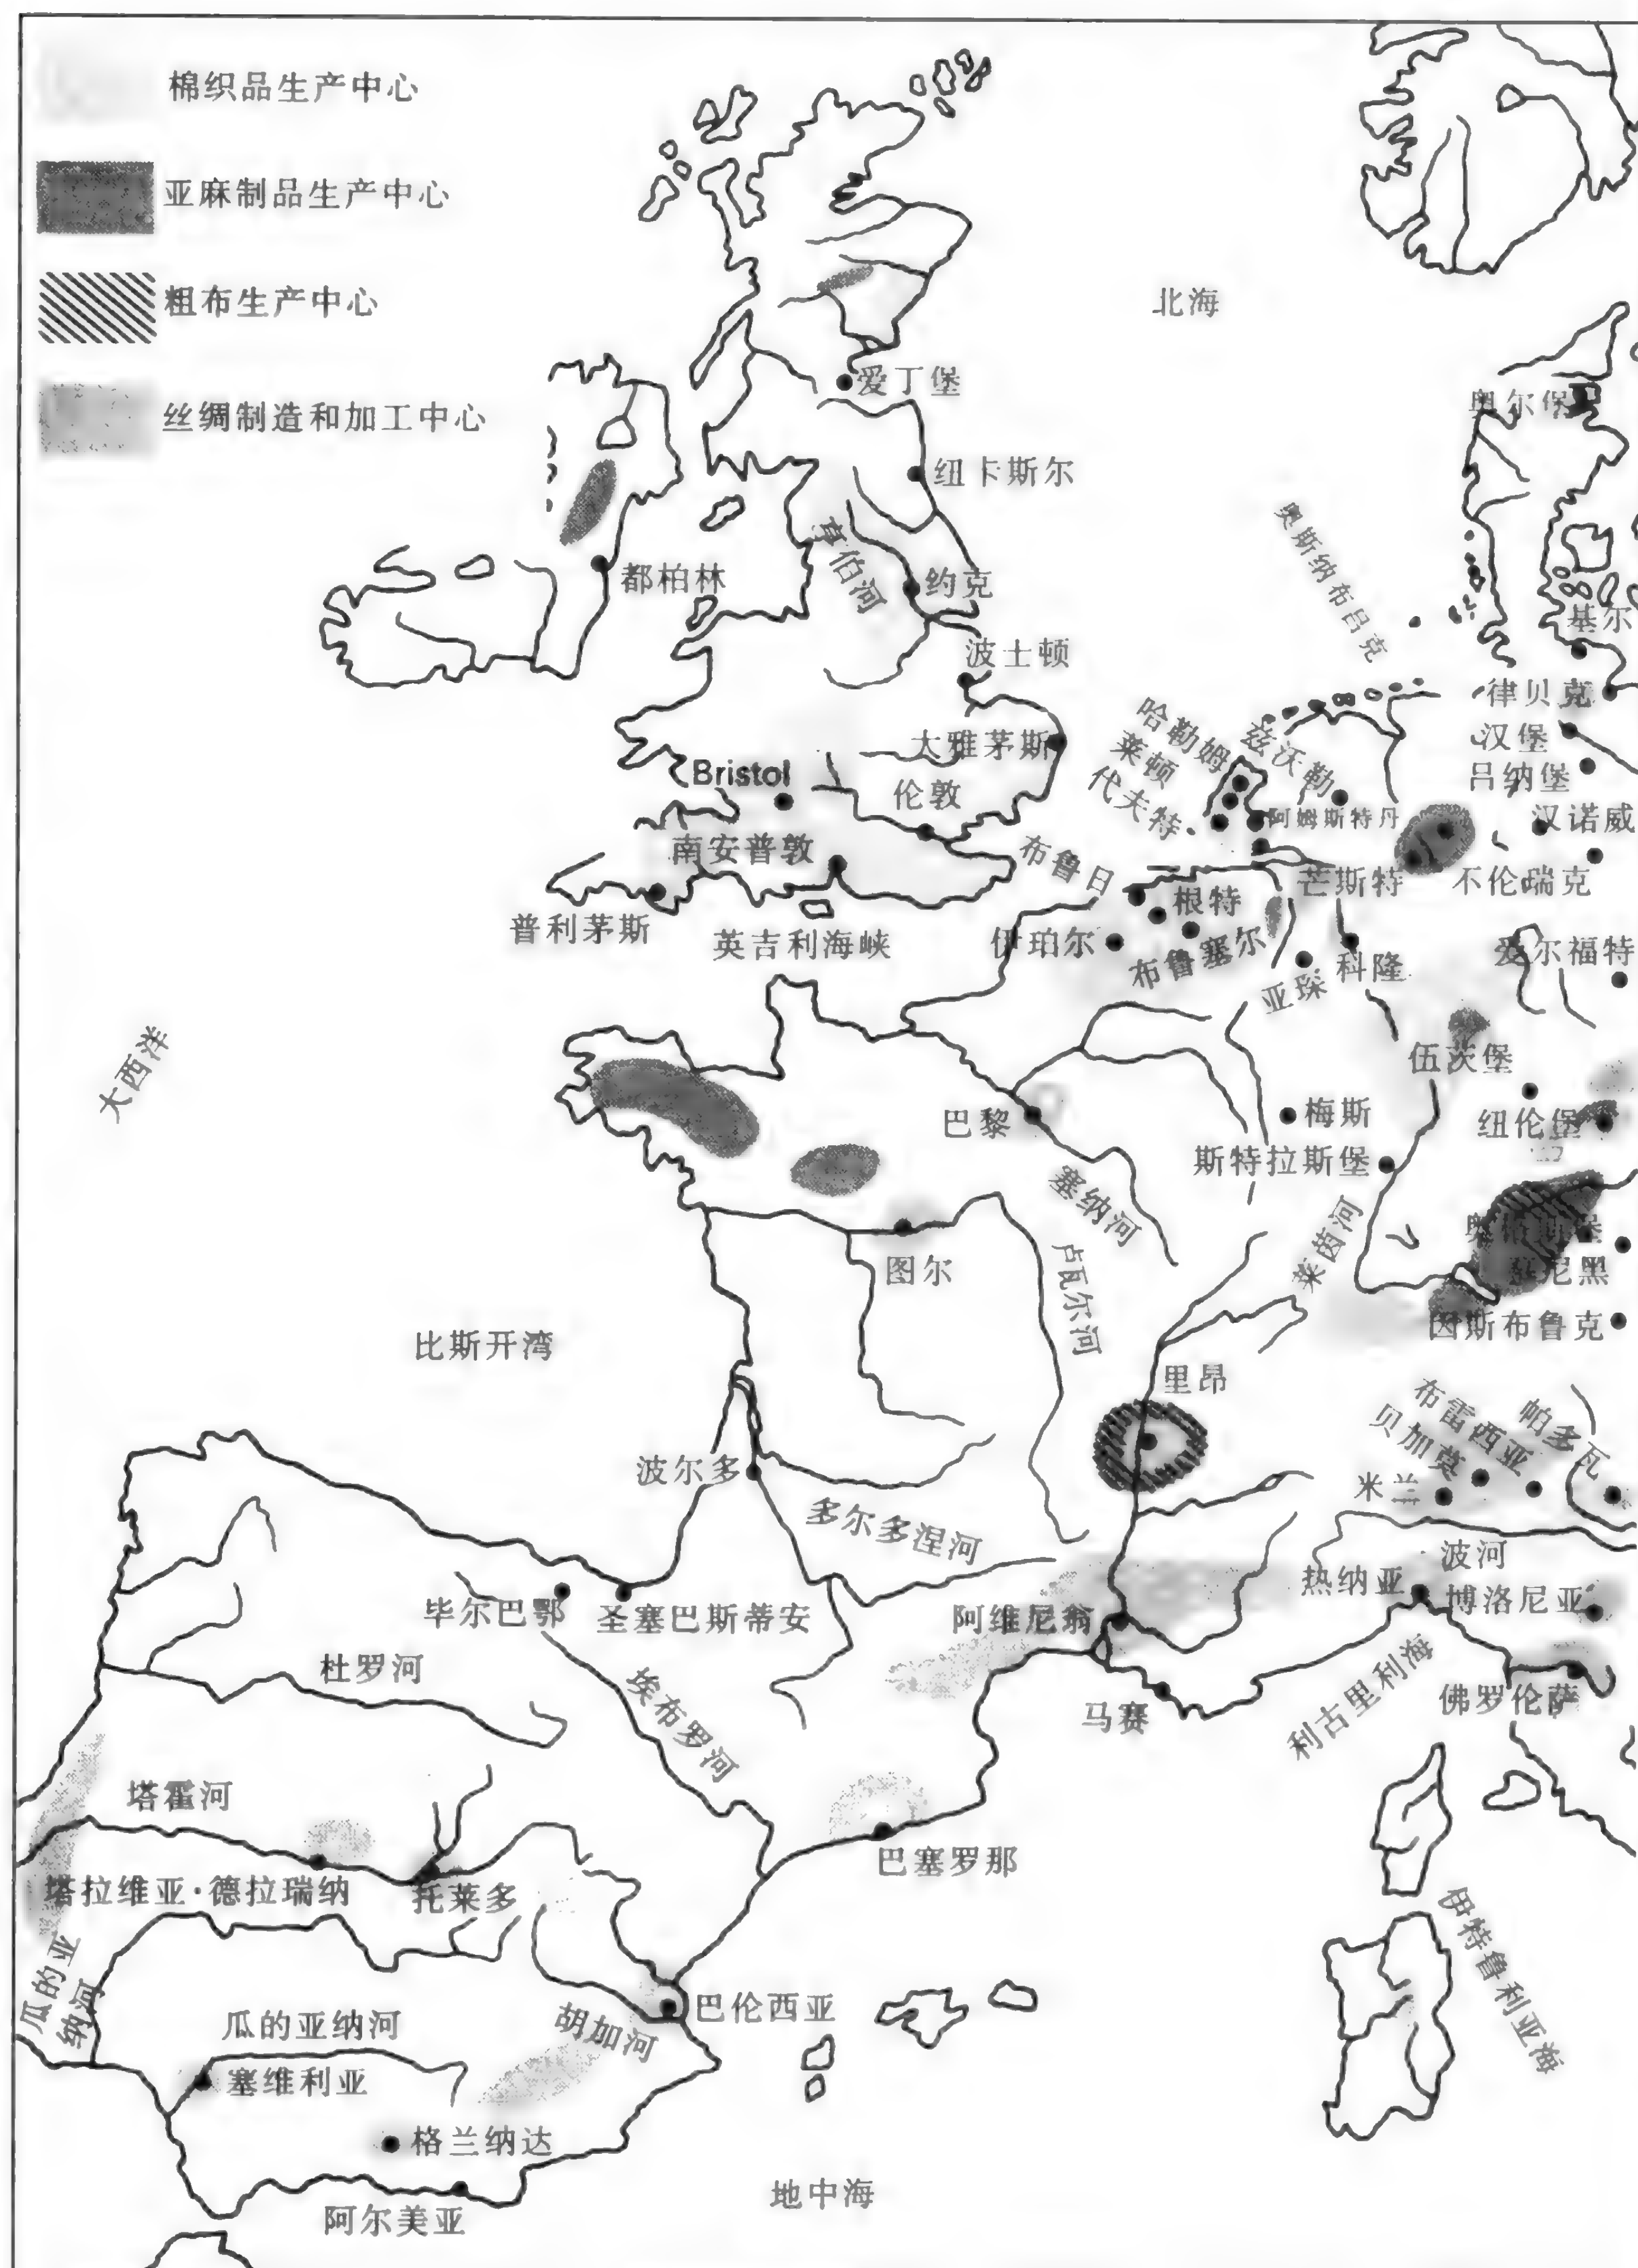 棉织品生产中心
亚麻制品生产中心
粗布生产中心
丝绸制造和加工中心
北海
爱丁堡
奥尔堡
纽卡斯尔
亨伯河
奥斯纳布吕克
都柏林
约克
基尔
波士顿
律贝克
哈勒姆
兹沃勒
汉堡
大雅茅斯
莱顿
Bristol
吕纳堡
伦敦
代夫特
阿姆斯特丹
汉诺威
南安普敦
布鲁日
芒斯特
不伦瑞克
根特
普利茅斯
英吉利海峡
伊珀尔
布鲁塞尔
科隆
爱尔福特
亚琛
大西洋
伍茨堡
巴黎
梅斯
纽伦堡
斯特拉斯堡
塞纳河
莱茵河
奥格斯堡
图尔
卢瓦尔河
慕尼黑
比斯开湾
因斯布鲁克
里昂
布雷西亚
帕多瓦
贝加莫
波尔多
米兰
多尔多涅河
波河
热纳亚
毕尔巴鄂
圣塞巴斯蒂安
阿维尼翁
博洛尼亚
杜罗河
埃布罗河
利古里利海
马赛
佛罗伦萨
塔霍河
巴塞罗那
塔拉维亚·德拉瑞纳
托莱多
伊特鲁利亚海
瓜的亚
纳河
瓜的亚纳河
胡加河
巴伦西亚
塞维利亚
格兰纳达
地中海
阿尔美亚